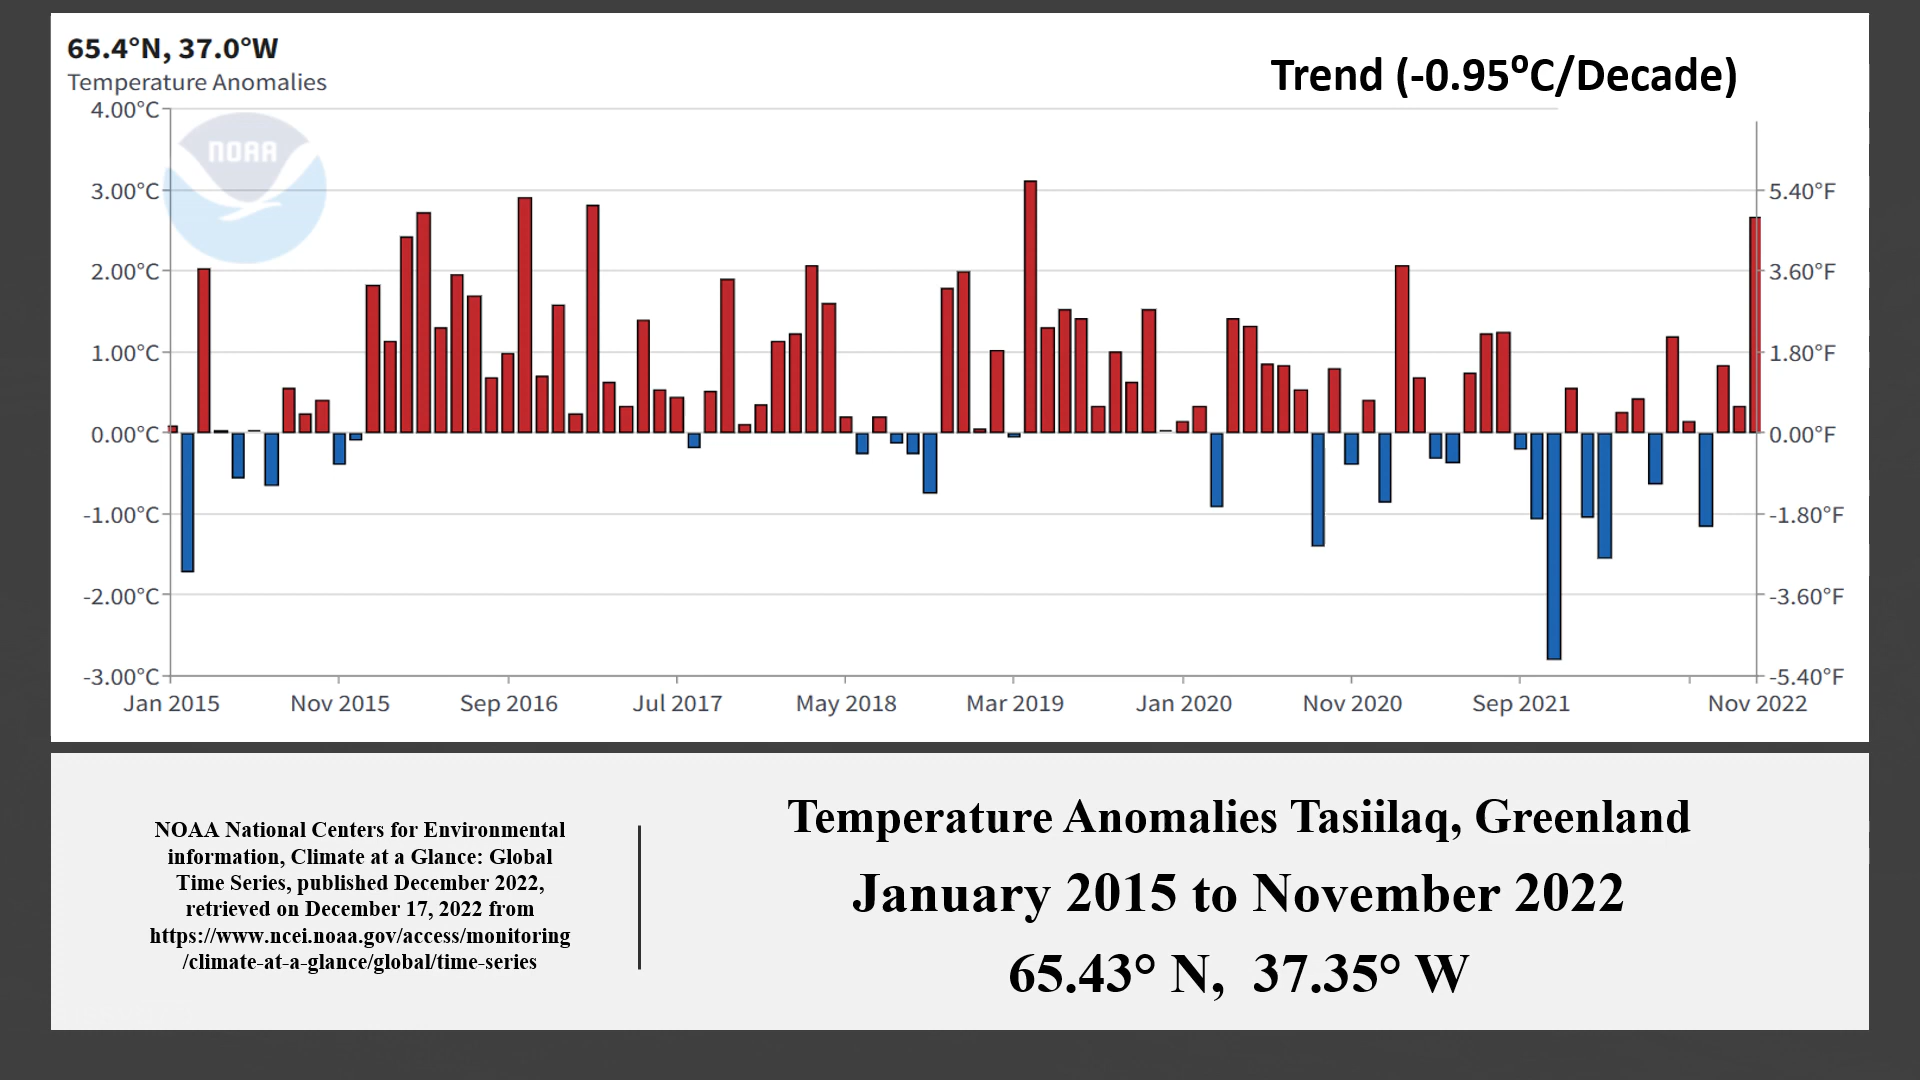 65.4°N, 37.0°W
Temperature Anomalies
Trend (-0.95⁰C/Decade)
NOAA
4.00°C
3.00°C
2.00°C
1.00°C
0.00°C
-1.00°C
-2.00°C
-3.00°C
5.40°F
3.60°F
1.80°F
0.00°F
-1.80°F
-3.60°F
-5.40°F
Jan 2015 Nov 2015 Sep 2016 Jul 2017 May 2018 Mar 2019 Jan 2020 Nov 2020 Sep 2021 Nov 2022
NOAA National Centers for Environmental
information, Climate at a Glance: Global
Time Series, published December 2022,
retrieved on December 17, 2022 from
https://www.ncei.noaa.gov/access/monitoring
/climate-at-a-glance/global/time-series
Temperature Anomalies Tasiilaq, Greenland
January 2015 to November 2022
65.43° N, 37.35° W